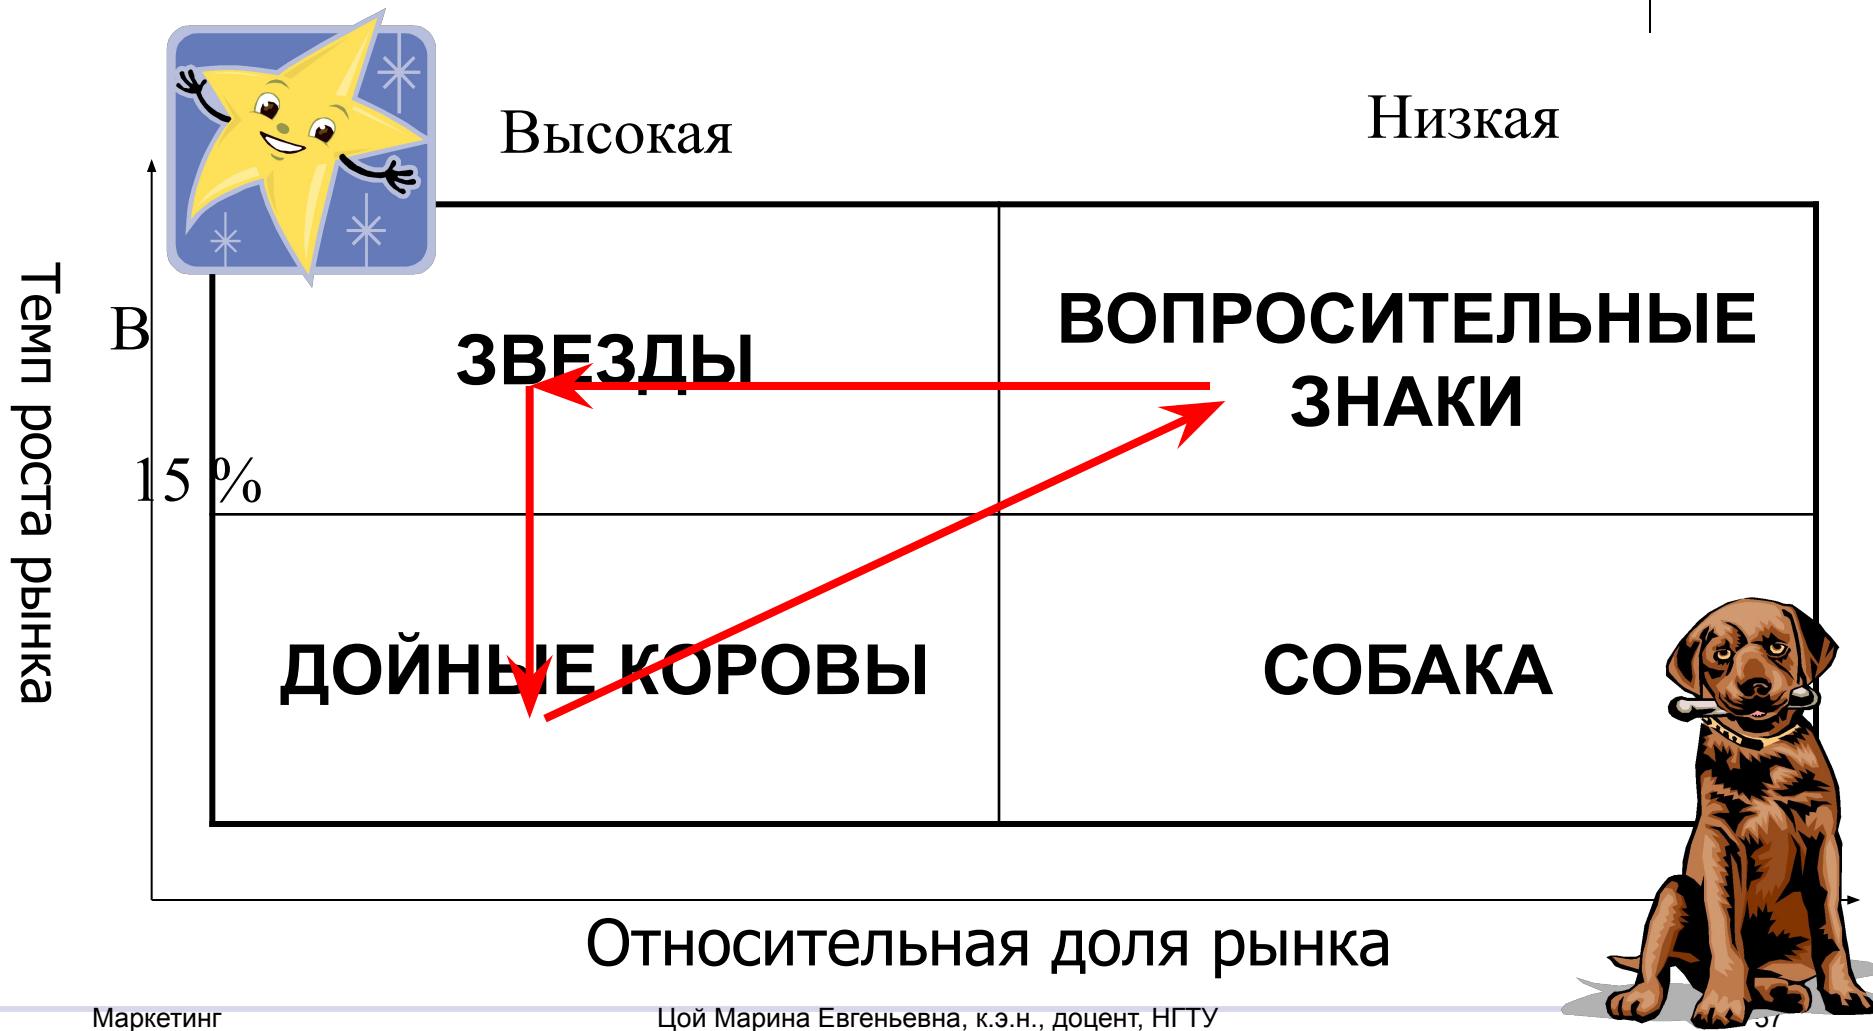 Высокая
Низкая
Темп роста рынка
В
ЗВЕЗДЫ
ВОПРОСИТЕЛЬНЫЕ
ЗНАКИ
15 %
ДОЙНЫЕ КОРОВЫ
СОБАКА
Относительная доля рынка
Маркетинг
Цой Марина Евгеньевна, к.э.н., доцент, НГТУ
57